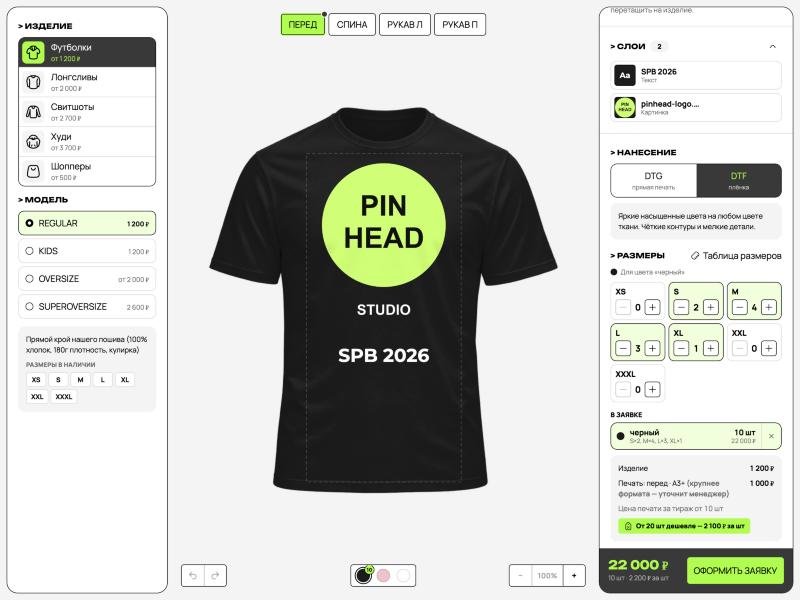 > ИЗДЕЛИЕ
Футболки
от 1 200 ₽
Лонгсливы
от 2 000 ₽
Свитшоты
от 2 700 ₽
Худи
от 3 700 ₽
Шопперы
от 500 ₽
> МОДЕЛЬ
REGULAR 1 200 ₽
KIDS 1 200 ₽
OVERSIZE от 2 000 ₽
SUPEROVERSIZE 2 600 ₽
Прямой крой нашего пошива (100%
хлопок, 180г плотность, кулирка)
РАЗМЕРЫ В НАЛИЧИИ
XS S M L XL
XXL XXXL
ПЕРЕД СПИНА РУКАВ Л РУКАВ П
PIN
HEAD
STUDIO
SPB 2026
10
− 100% +
перетащить на изделие.
> СЛОИ 2
Aa SPB 2026
Текст
PIN HEAD pinhead-logo....
Картинка
> НАНЕСЕНИЕ
DTG DTF
прямая печать плёнка
Яркие насыщенные цвета на любом цвете
ткани. Чёткие контуры и мелкие детали.
> РАЗМЕРЫ Таблица размеров
Для цвета «черный»
XS S M
− 0 + − 2 + − 4 +
L XL XXL
− 3 + − 1 + − 0 +
XXXL
− 0 +
В ЗАЯВКЕ
черный 10 шт ×
S×2, M×4, L×3, XL×1 22 000 ₽
Изделие 1 200 ₽
Печать: перед · A3+ (крупнее 1 000 ₽
формата — уточнит менеджер)
Цена печати за тираж от 10 шт
От 20 шт дешевле — 2 100 ₽ за шт
22 000 ₽
10 шт · 2 200 ₽ за шт
ОФОРМИТЬ ЗАЯВКУ